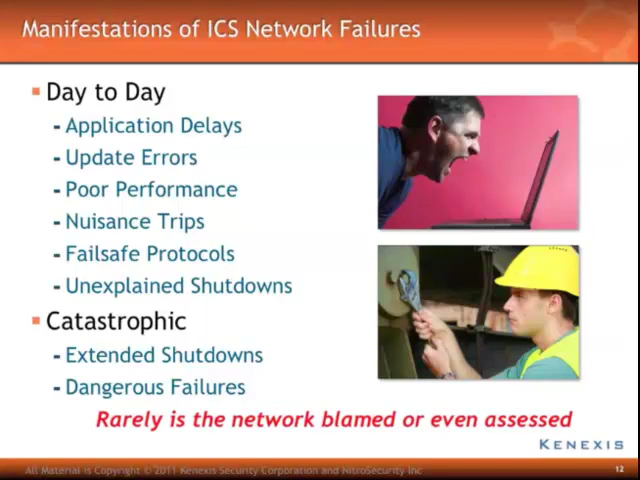 Manifestations of ICS Network Failures
Day to Day
- Application Delays
- Update Errors
- Poor Performance
- Nuisance Trips
- Failsafe Protocols
- Unexplained Shutdowns
Catastrophic
- Extended Shutdowns
- Dangerous Failures
Rarely is the network blamed or even assessed
KENEXIS
All Material is Copyright © 2011 Kenexis Security Corporation and NitroSecurity Inc
12